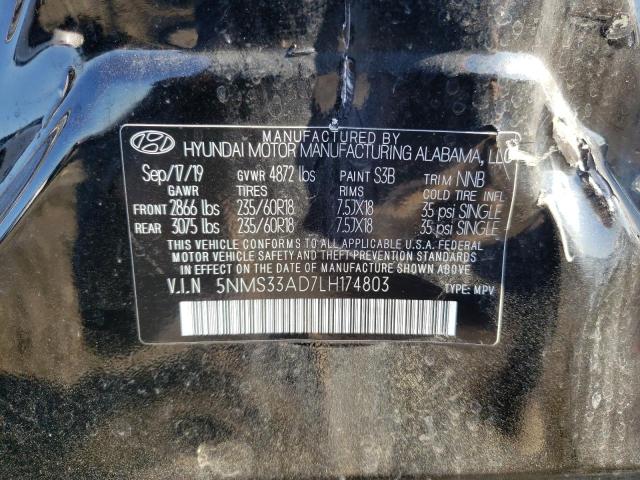 MANUFACTURED BY
HYUNDAI MOTOR MANUFACTURING ALABAMA, LLC
Sep/17/19 GVWR 4872 lbs PAINT S3B TRIM NNB
GAWR TIRES RIMS COLD TIRE INFL
FRONT 2866 lbs 235/60R18 7.5JX18 35 psi SINGLE
REAR 3075 lbs 235/60R18 7.5JX18 35 psi SINGLE
THIS VEHICLE CONFORMS TO ALL APPLICABLE U.S.A. FEDERAL
MOTOR VEHICLE SAFETY AND THEFT PREVENTION STANDARDS
IN EFFECT ON THE DATE OF MANUFACTURE SHOWN ABOVE.
V.I.N 5NMS33AD7LH174803 TYPE: MPV